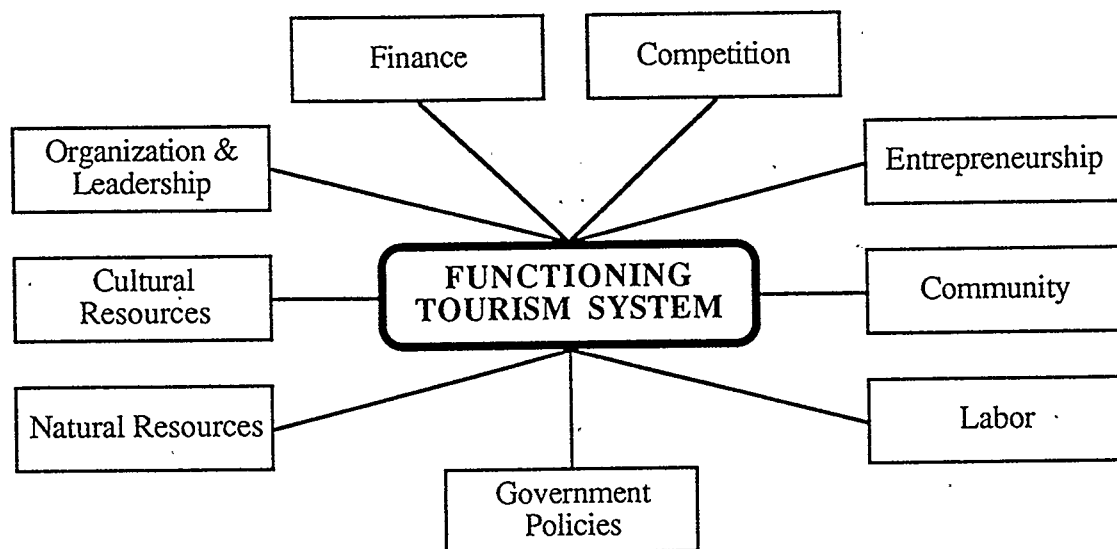 Finance
Competition
Organization &
Leadership
Entrepreneurship
Cultural
Resources
FUNCTIONING
TOURISM SYSTEM
Community
Natural Resources
Labor
Government
Policies